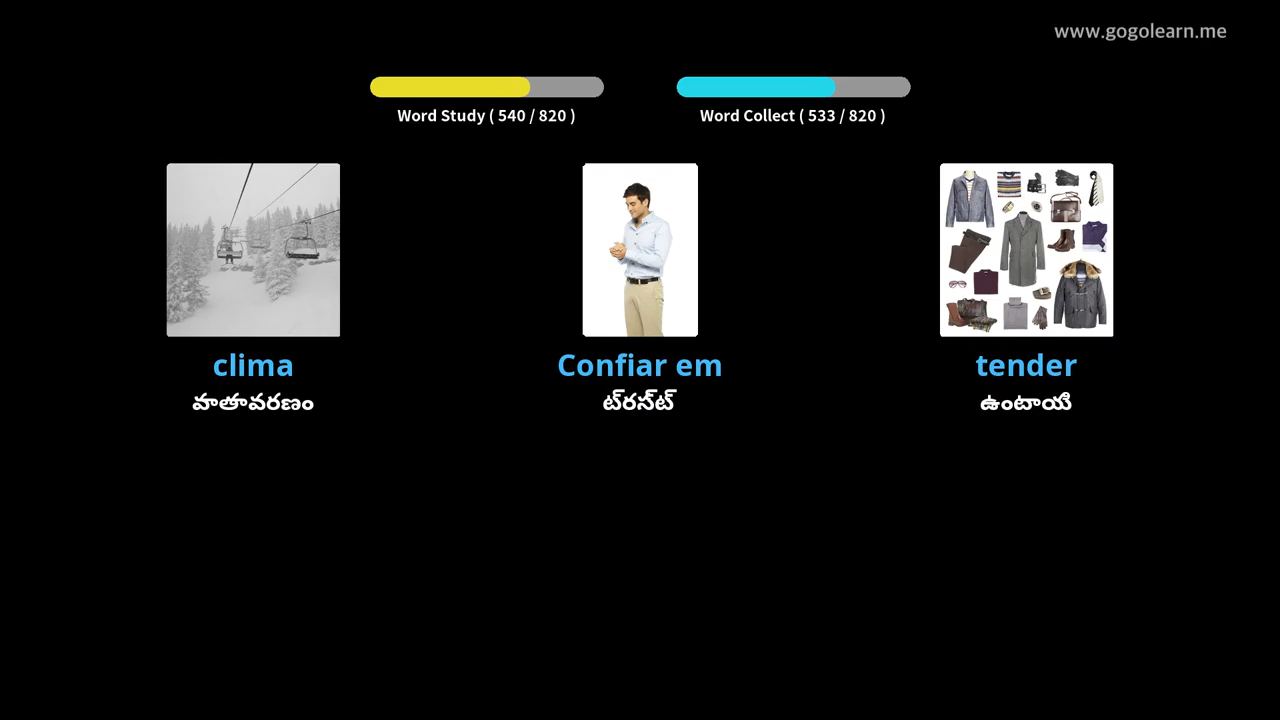 www.gogolearn.me
Word Study ( 540 / 820 )
Word Collect ( 533 / 820 )
clima
వాతావరణం
Confiar em
ట్‌రస్‌ట్
tender
ఉంటాయి